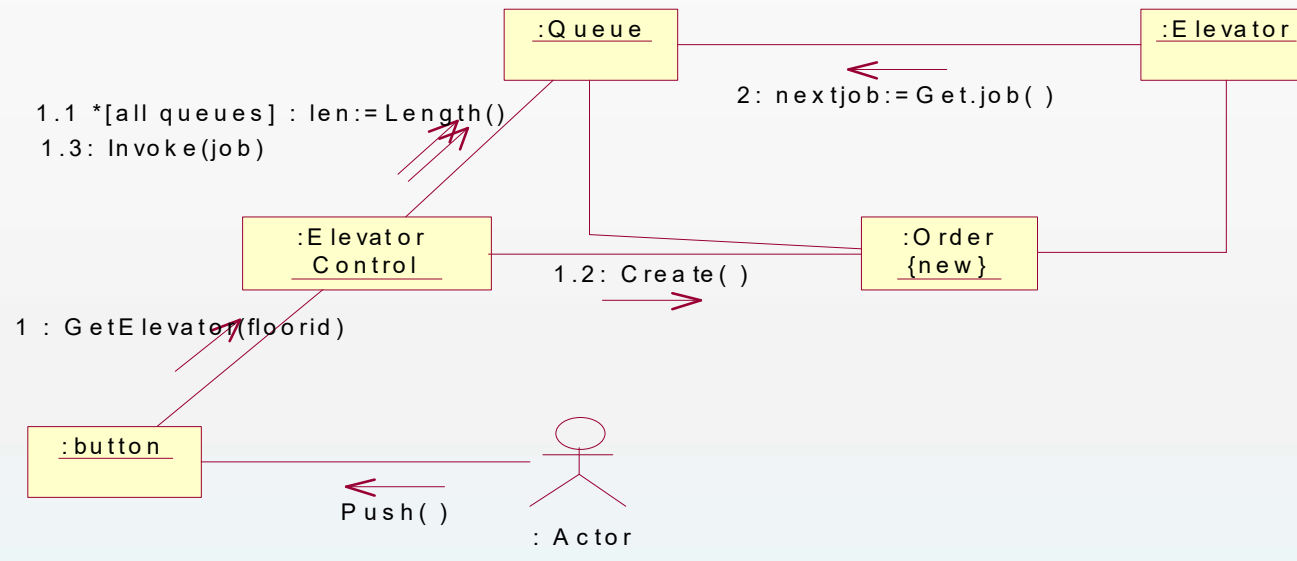 :Queue
:Elevator
1.1 *[all queues] : len:=Length()
2: nextjob:=Get.job( )
1.3: Invoke(job)
:Elevator
Control
:Order
{new}
1.2: Create( )
1 : GetElevator(floorid)
:button
Push( )
: Actor